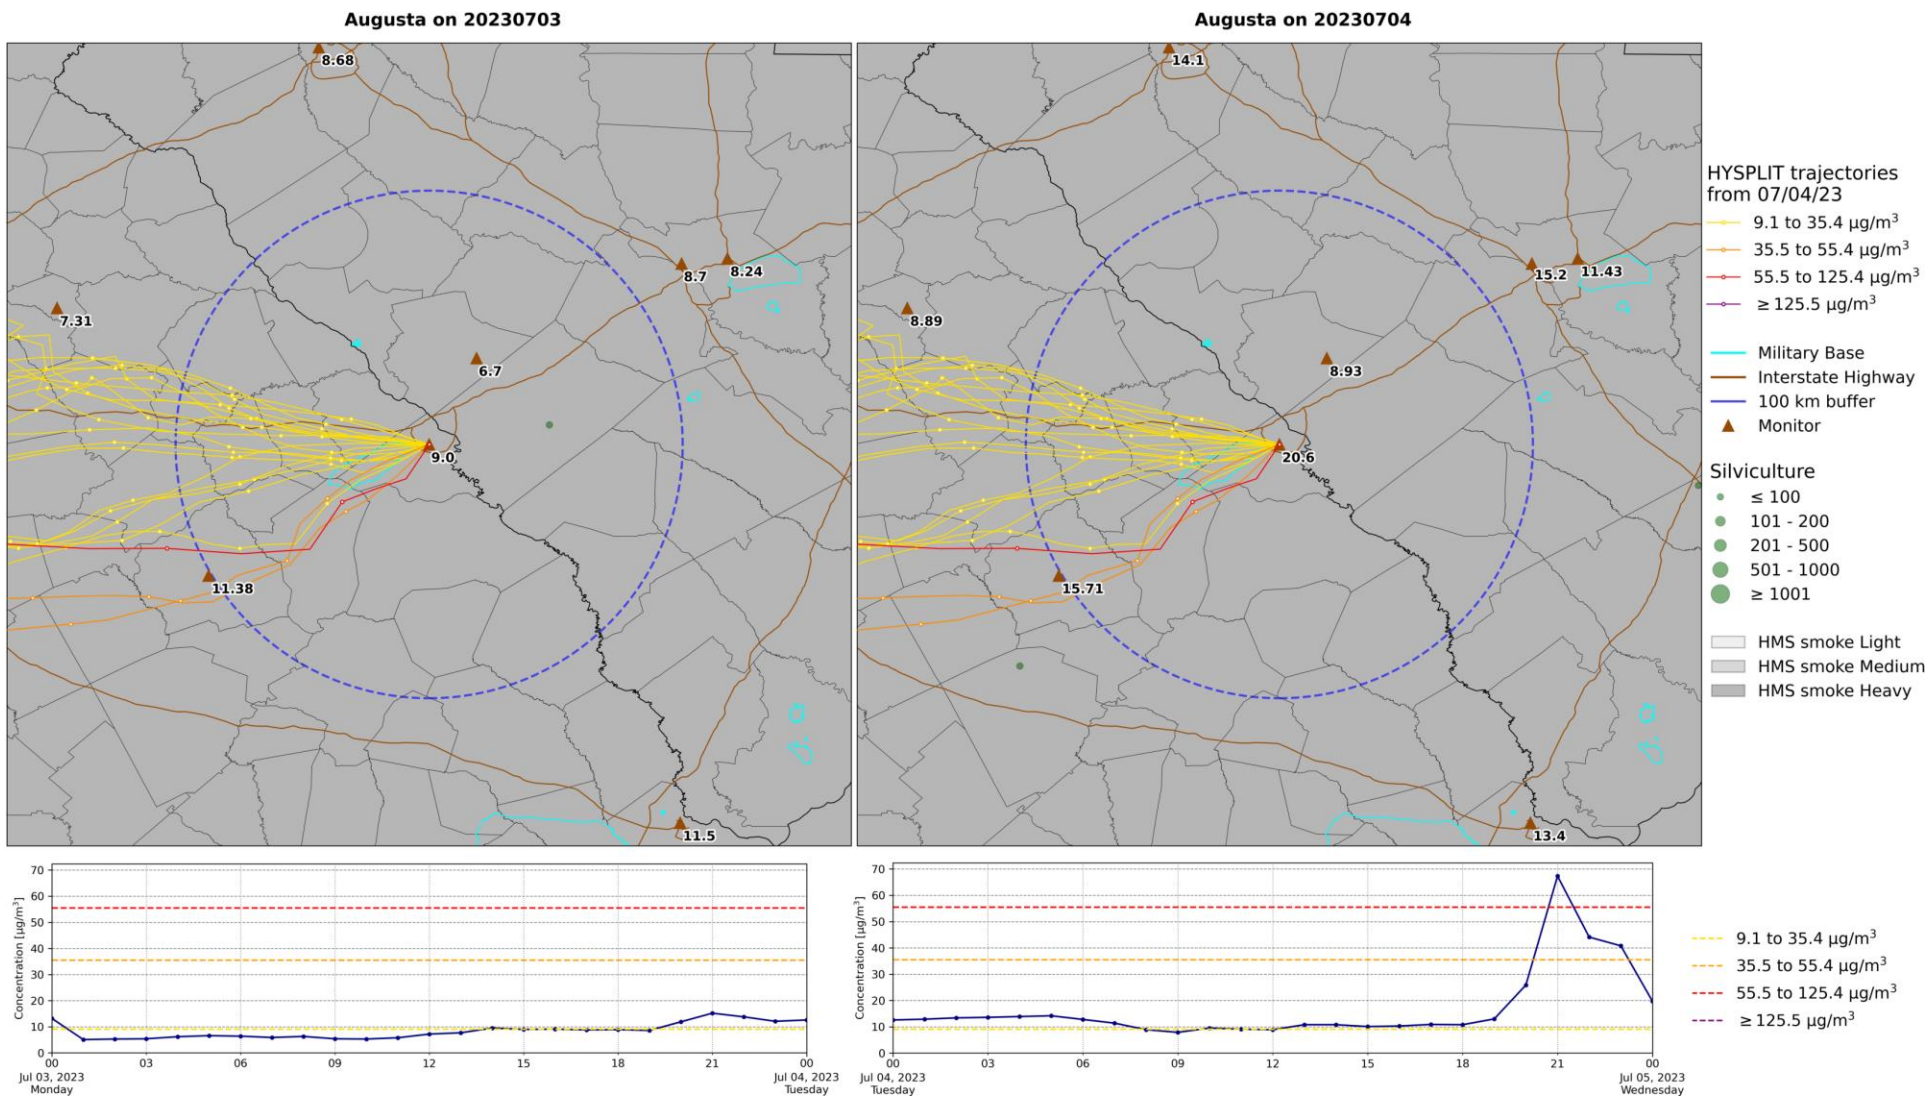 Augusta on 20230703
Augusta on 20230704
8.68
8.7
8.24
7.31
6.7
9.0
11.38
11.5
14.1
15.2
11.43
8.89
8.93
20.6
15.71
13.4
HYSPLIT trajectories
from 07/04/23
9.1 to 35.4 µg/m³
35.5 to 55.4 µg/m³
55.5 to 125.4 µg/m³
≥ 125.5 µg/m³
Military Base
Interstate Highway
100 km buffer
Monitor
Silviculture
≤ 100
101 - 200
201 - 500
501 - 1000
≥ 1001
HMS smoke Light
HMS smoke Medium
HMS smoke Heavy
Concentration [µg/m³]
70
60
50
40
30
20
10
0
00 03 06 09 12 15 18 21 00
Jul 03, 2023 Jul 04, 2023
Monday Tuesday
Concentration [µg/m³]
70
60
50
40
30
20
10
0
00 03 06 09 12 15 18 21 00
Jul 04, 2023 Jul 05, 2023
Tuesday Wednesday
9.1 to 35.4 µg/m³
35.5 to 55.4 µg/m³
55.5 to 125.4 µg/m³
≥ 125.5 µg/m³